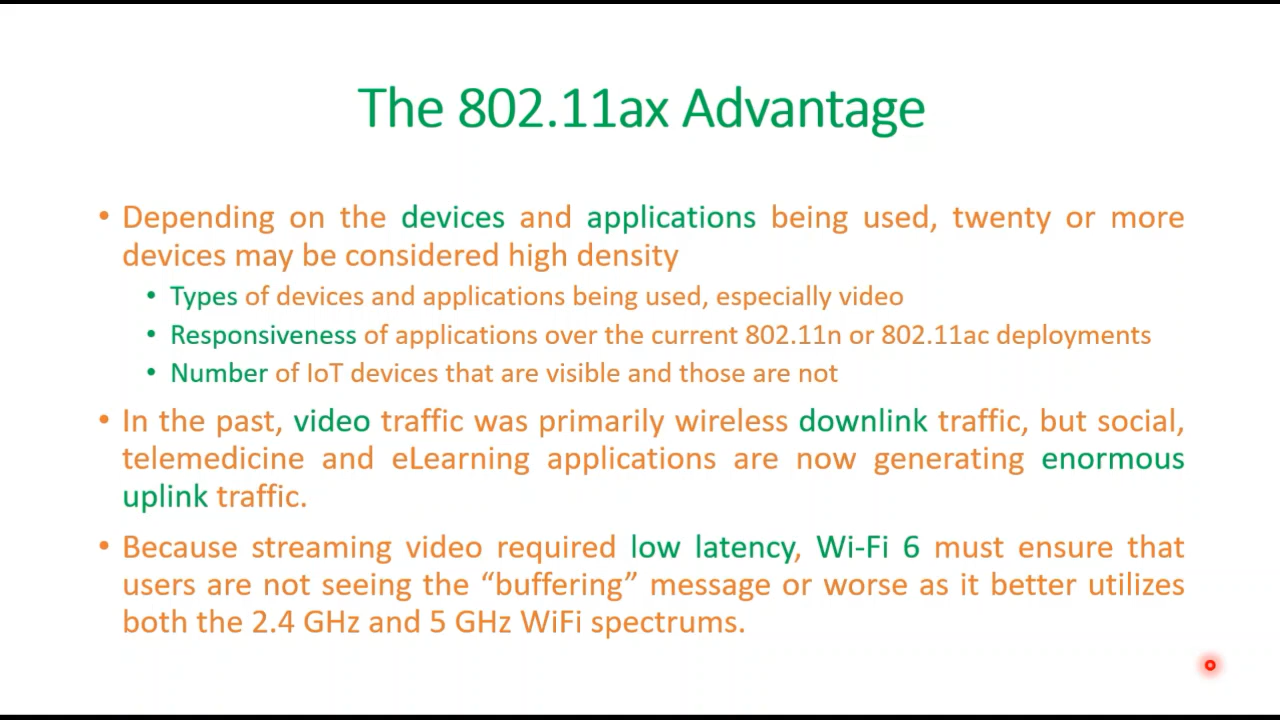 The 802.11ax Advantage
• Depending on the devices and applications being used, twenty or more
devices may be considered high density
• Types of devices and applications being used, especially video
• Responsiveness of applications over the current 802.11n or 802.11ac deployments
• Number of IoT devices that are visible and those are not
• In the past, video traffic was primarily wireless downlink traffic, but social,
telemedicine and eLearning applications are now generating enormous
uplink traffic.
• Because streaming video required low latency, Wi-Fi 6 must ensure that
users are not seeing the “buffering” message or worse as it better utilizes
both the 2.4 GHz and 5 GHz WiFi spectrums.